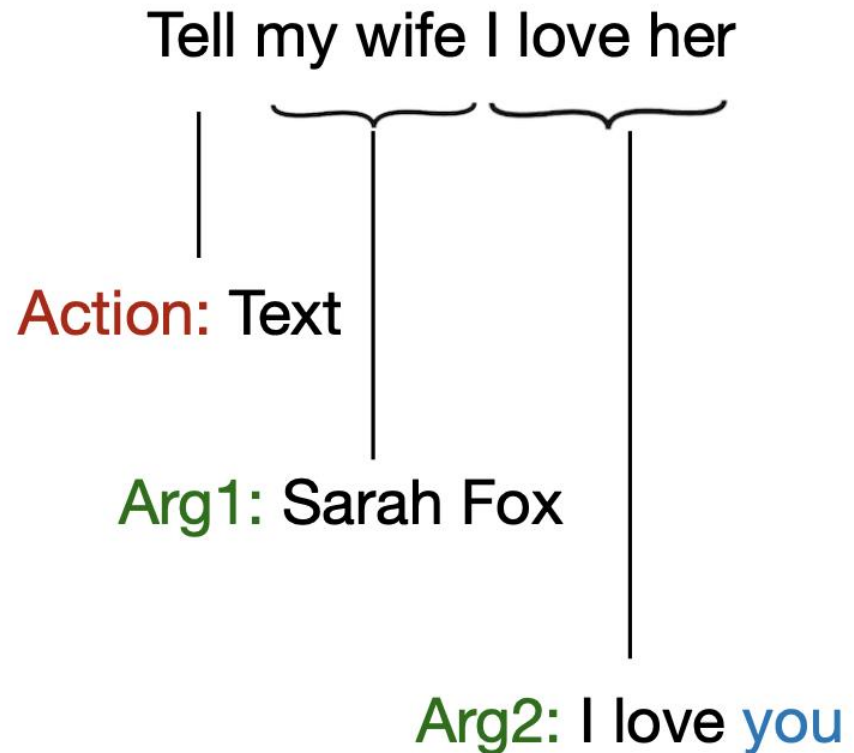 Tell my wife I love her
Action: Text
Arg1: Sarah Fox
Arg2: I love you